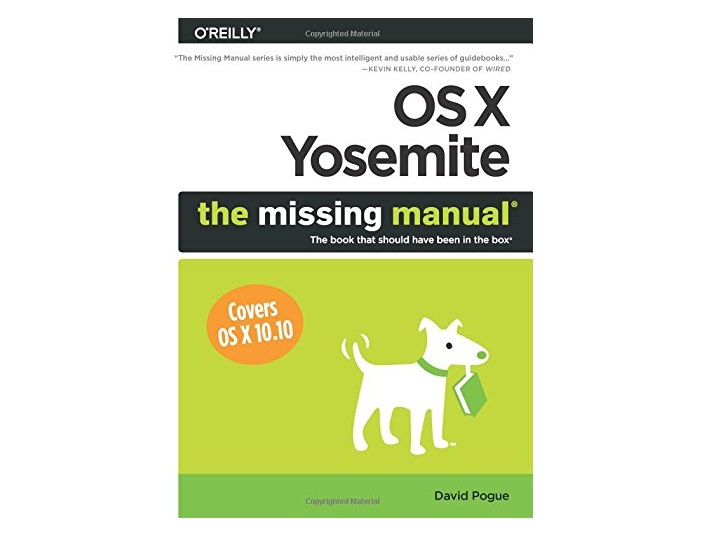 O'REILLY®
Copyrighted Material
“The Missing Manual series is simply the most intelligent and usable series of guidebooks...”
—KEVIN KELLY, CO-FOUNDER OF WIRED
OS X
Yosemite
the missing manual®
The book that should have been in the box®
Covers
OS X 10.10
David Pogue
Copyrighted Material